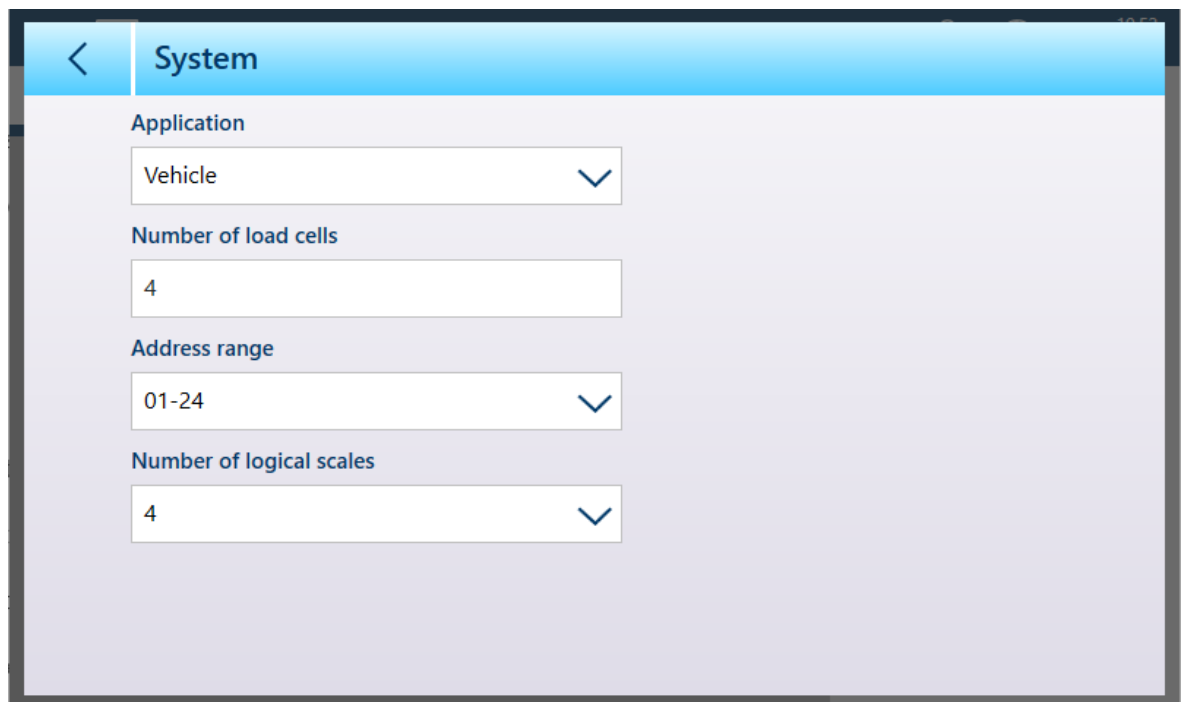 System
Application
Vehicle
Number of load cells
4
Address range
01-24
Number of logical scales
4